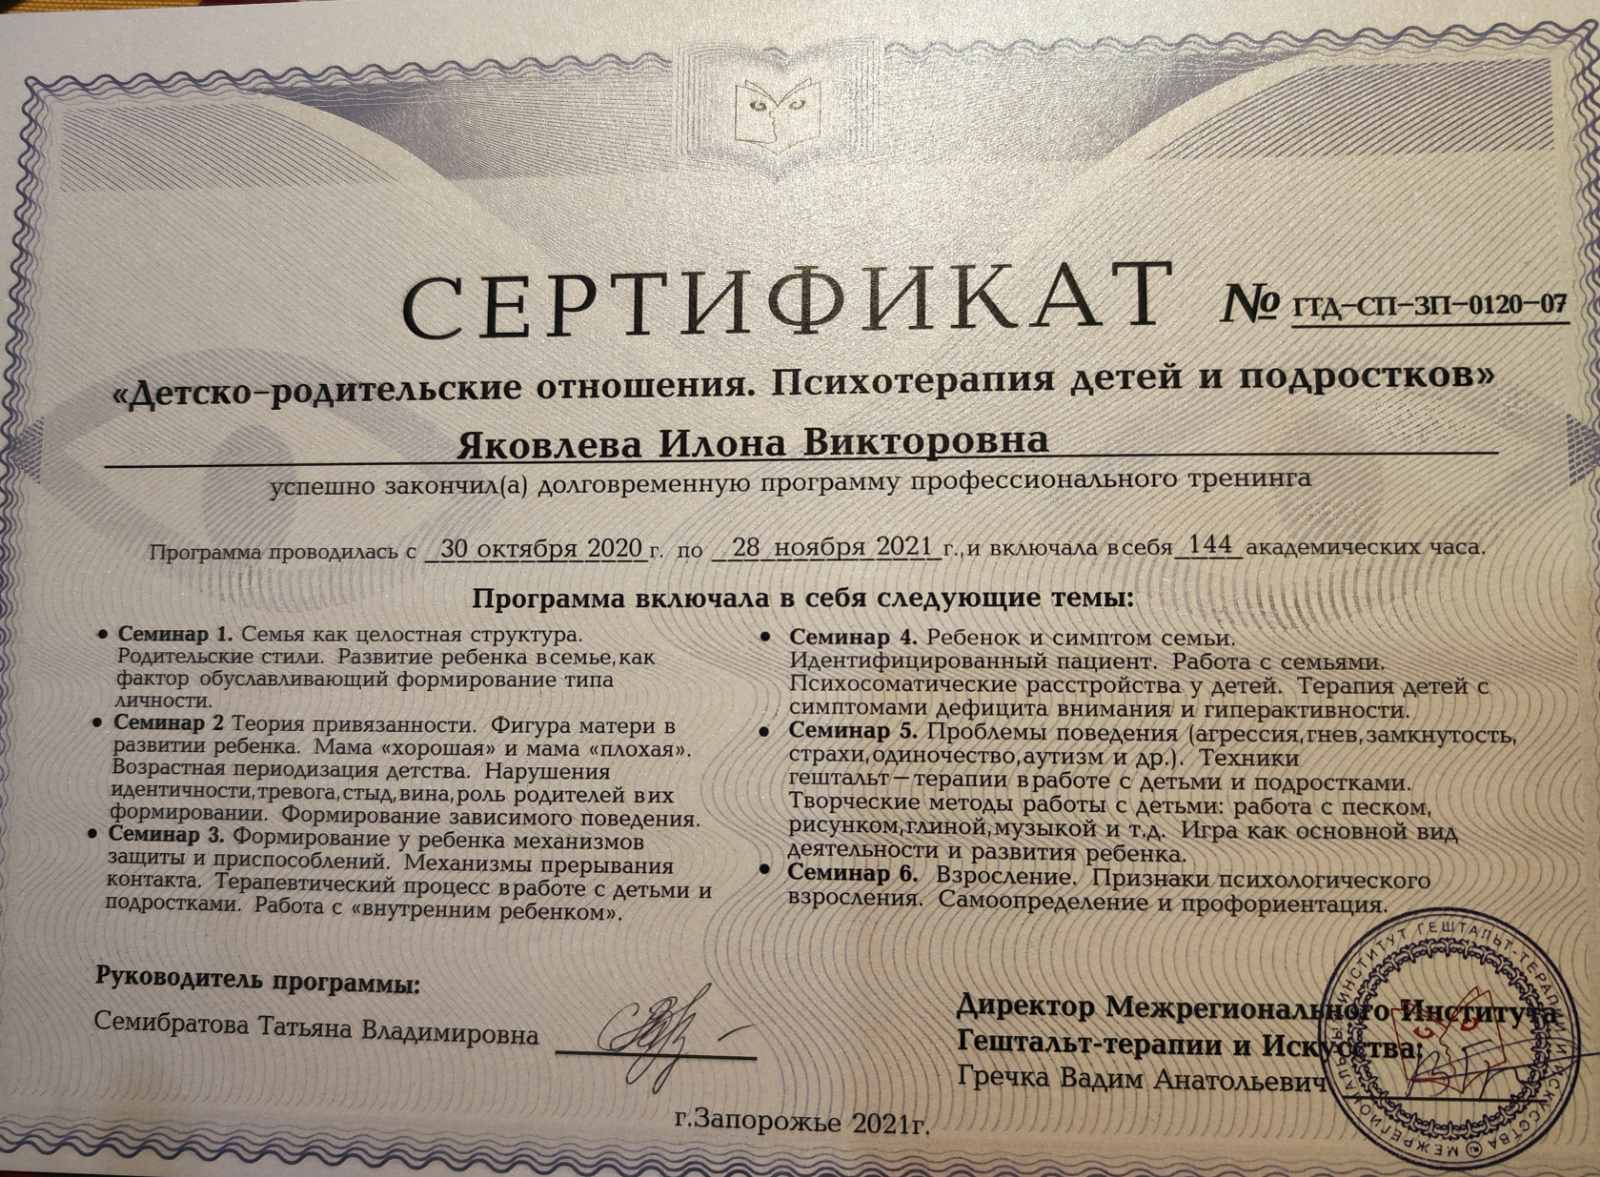 СЕРТИФИКАТ № ГТД-СП-ЗП-0120-07
«Детско-родительские отношения. Психотерапия детей и подростков»
Яковлева Илона Викторовна
успешно закончил(а) долговременную программу профессионального тренинга
Программа проводилась с 30 октября 2020 г. по 28 ноября 2021 г., и включала в себя 144 академических часа.
Программа включала в себя следующие темы:
• Семинар 1. Семья как целостная структура.
Родительские стили. Развитие ребенка в семье, как
фактор обуславливающий формирование типа
личности.
• Семинар 2 Теория привязанности. Фигура матери в
развитии ребенка. Мама «хорошая» и мама «плохая».
Возрастная периодизация детства. Нарушения
идентичности, тревога, стыд, вина, роль родителей в их
формировании. Формирование зависимого поведения.
• Семинар 3. Формирование у ребенка механизмов
защиты и приспособлений. Механизмы прерывания
контакта. Терапевтический процесс в работе с детьми и
подростками. Работа с «внутренним ребенком».
• Семинар 4. Ребенок и симптом семьи.
Идентифицированный пациент. Работа с семьями.
Психосоматические расстройства у детей. Терапия детей с
симптомами дефицита внимания и гиперактивности.
• Семинар 5. Проблемы поведения (агрессия, гнев, замкнутость,
страхи, одиночество, аутизм и др.). Техники
гештальт – терапии в работе с детьми и подростками.
Творческие методы работы с детьми: работа с песком,
рисунком, глиной, музыкой и т.д. Игра как основной вид
деятельности и развития ребенка.
• Семинар 6. Взросление. Признаки психологического
взросления. Самоопределение и профориентация.
Руководитель программы:
Семибратова Татьяна Владимировна
Директор Межрегионального Института
Гештальт-терапии и Искусства:
Гречка Вадим Анатольевич
МЕЖРЕГИОНАЛЬНЫЙ ИНСТИТУТ ГЕШТАЛЬТ-ТЕРАПИИ И ИСКУССТВА
г.Запорожье 2021г.